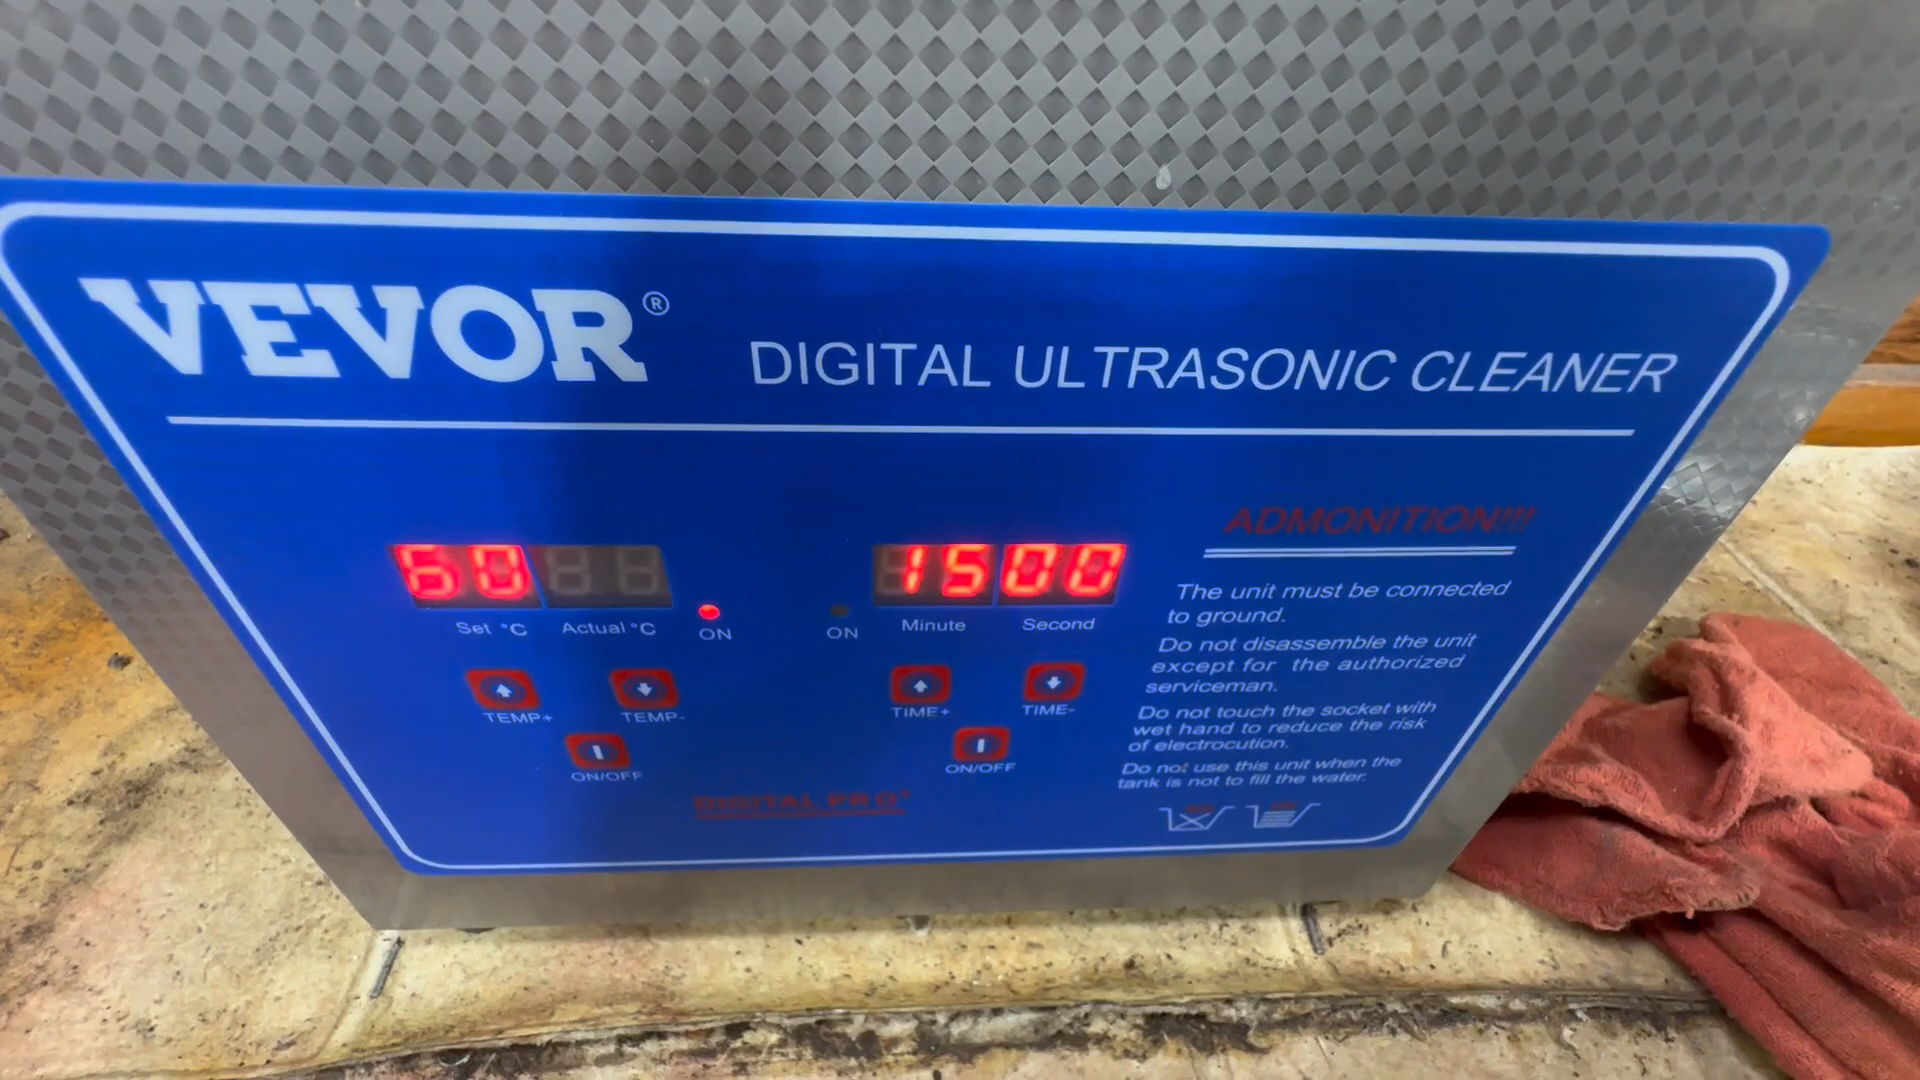 VEVOR®
DIGITAL ULTRASONIC CLEANER
60
1500
Set °C
Actual °C
ON
ON
Minute
Second
TEMP+
TEMP-
ON/OFF
TIME+
TIME-
ON/OFF
DIGITAL PRO+
ADMONITION!!!
The unit must be connected
to ground.
Do not disassemble the unit
except for the authorized
serviceman.
Do not touch the socket with
wet hand to reduce the risk
of electrocution.
Do not use this unit when the
tank is not to fill the water.